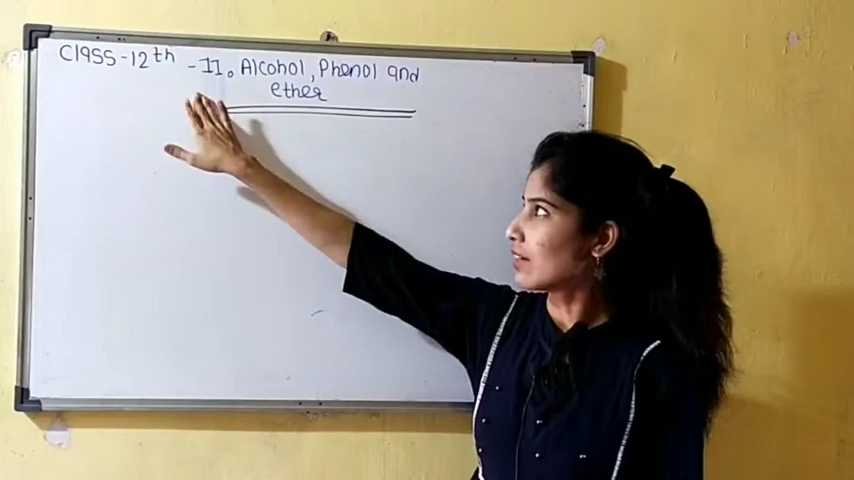 Class-12th - 11. Alcohol, Phenol and
ether